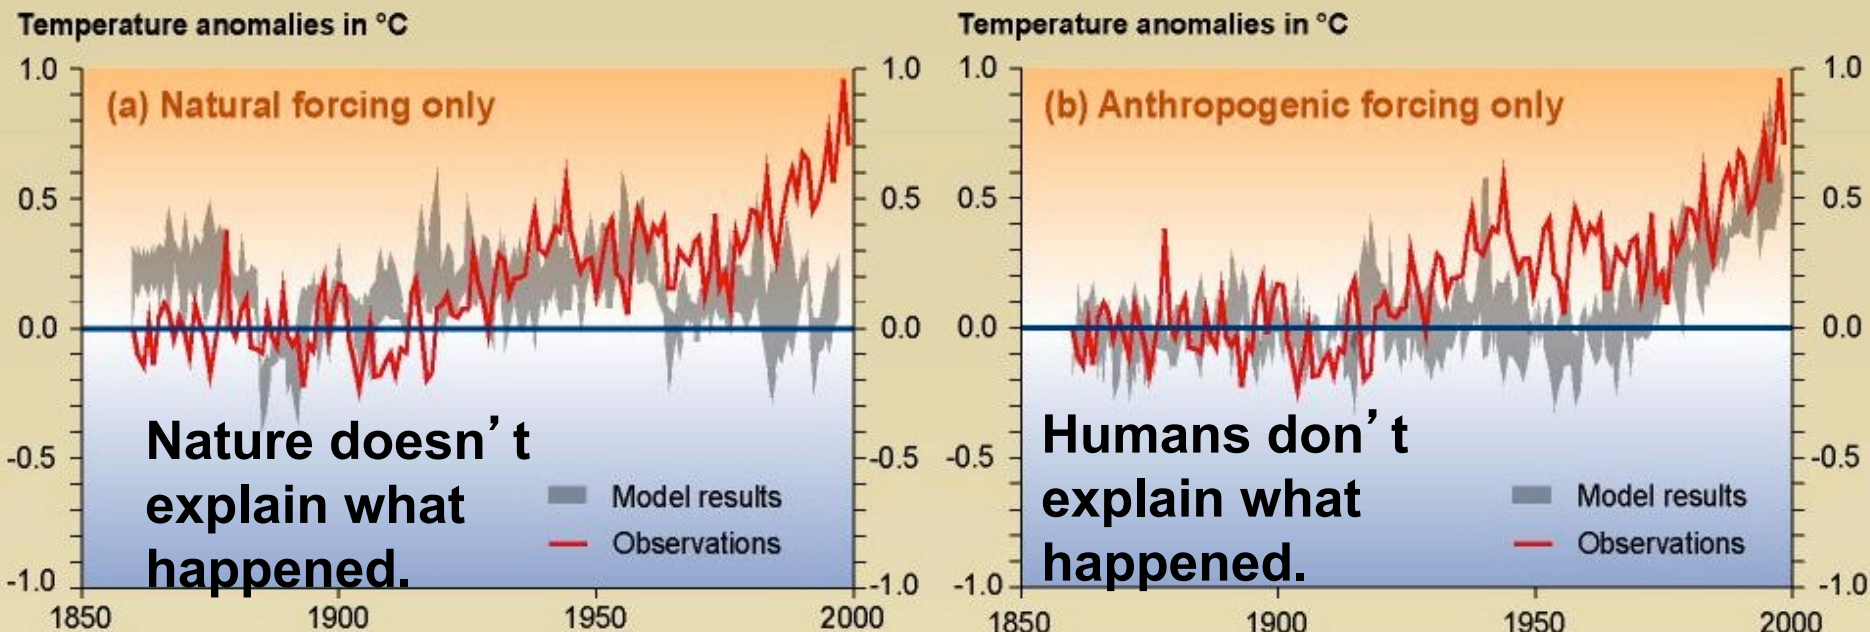 Temperature anomalies in °C
1.0
0.5
0.0
-0.5
-1.0
(a) Natural forcing only
Nature doesn’ t
explain what
happened.
Model results
Observations
1.0
0.5
0.0
-0.5
-1.0
1850 1900 1950 2000
Temperature anomalies in °C
1.0
0.5
0.0
-0.5
-1.0
(b) Anthropogenic forcing only
Humans don’ t
explain what
happened.
Model results
Observations
1.0
0.5
0.0
-0.5
-1.0
1850 1900 1950 2000